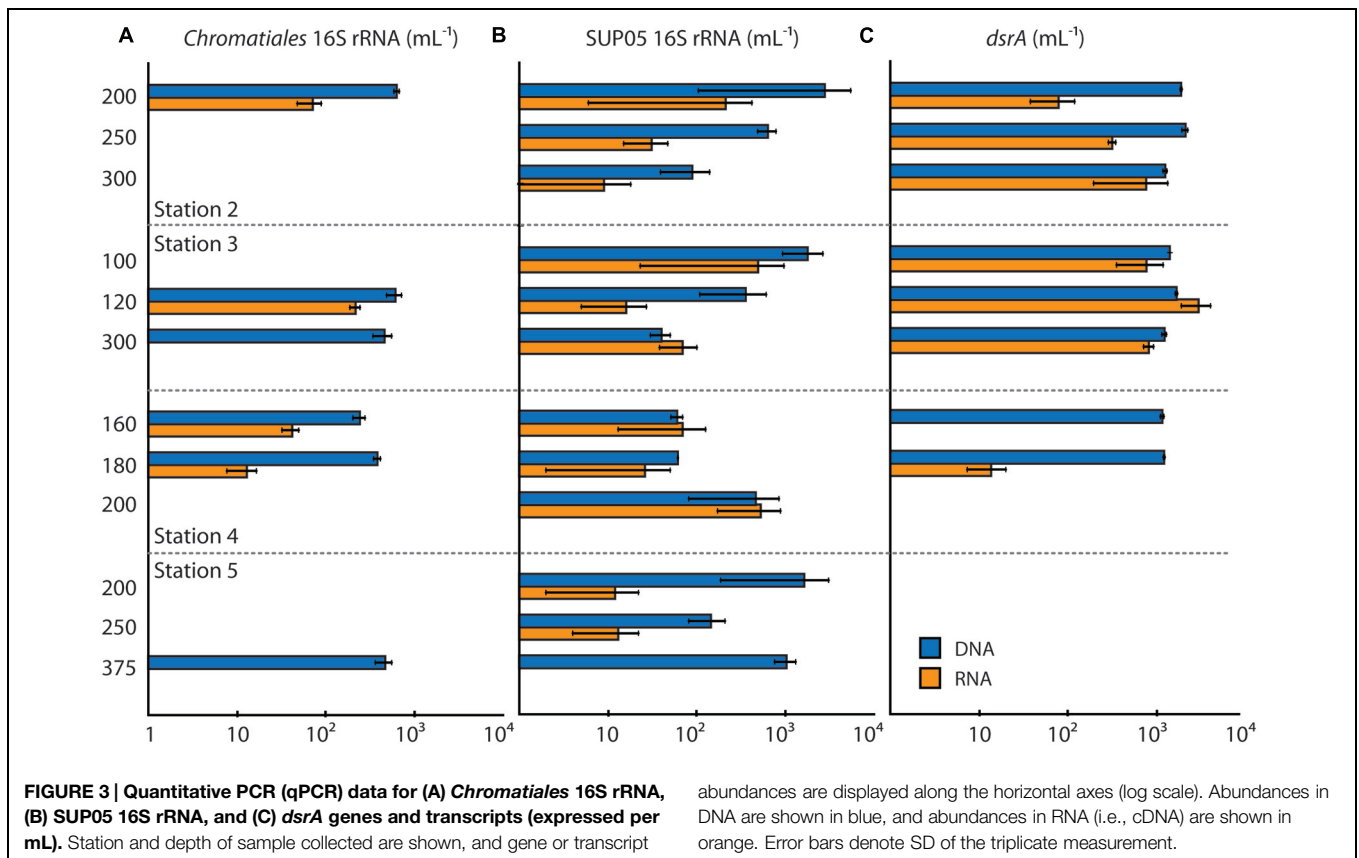 A
Chromatiales 16S rRNA (mL⁻¹)
B
SUP05 16S rRNA (mL⁻¹)
C
dsrA (mL⁻¹)
200
250
300
Station 2
Station 3
100
120
300
160
180
200
Station 4
Station 5
200
250
375
DNA
RNA
1 10 10² 10³ 10⁴
10 10² 10³ 10⁴
10 10² 10³ 10⁴
FIGURE 3 | Quantitative PCR (qPCR) data for (A) Chromatiales 16S rRNA,
(B) SUP05 16S rRNA, and (C) dsrA genes and transcripts (expressed per
mL). Station and depth of sample collected are shown, and gene or transcript
abundances are displayed along the horizontal axes (log scale). Abundances in
DNA are shown in blue, and abundances in RNA (i.e., cDNA) are shown in
orange. Error bars denote SD of the triplicate measurement.